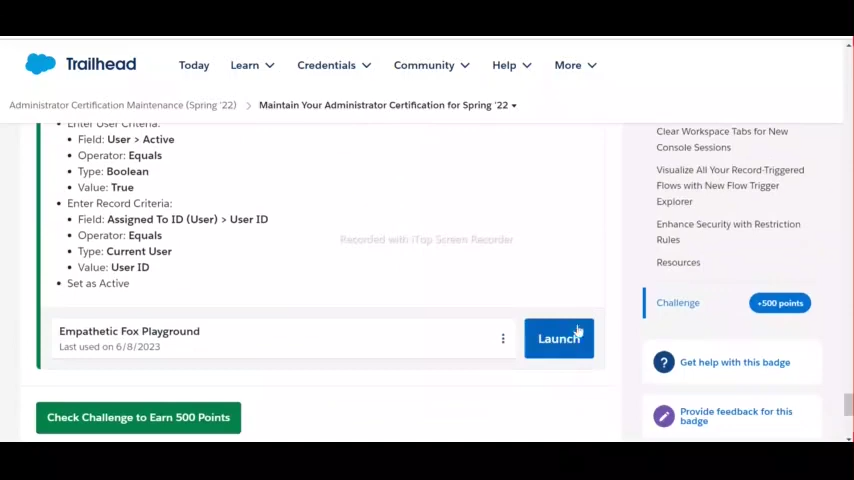 Trailhead
Today
Learn
Credentials
Community
Help
More
Administrator Certification Maintenance (Spring '22)
Maintain Your Administrator Certification for Spring '22
Enter User Criteria:
Field: User > Active
Operator: Equals
Type: Boolean
Value: True
Enter Record Criteria:
Field: Assigned To ID (User) > User ID
Operator: Equals
Type: Current User
Value: User ID
Set as Active
Recorded with iTop Screen Recorder
Empathetic Fox Playground
Last used on 6/8/2023
Launch
Check Challenge to Earn 500 Points
Clear Workspace Tabs for New
Console Sessions
Visualize All Your Record-Triggered
Flows with New Flow Trigger
Explorer
Enhance Security with Restriction
Rules
Resources
Challenge
+500 points
? Get help with this badge
Provide feedback for this
badge